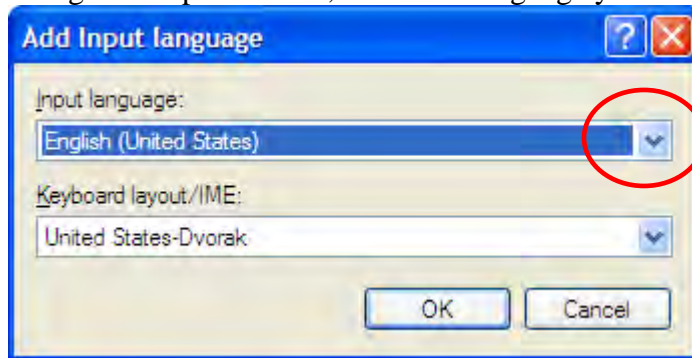 Add Input language
Input language:
English (United States)
Keyboard layout/IME:
United States-Dvorak
OK Cancel